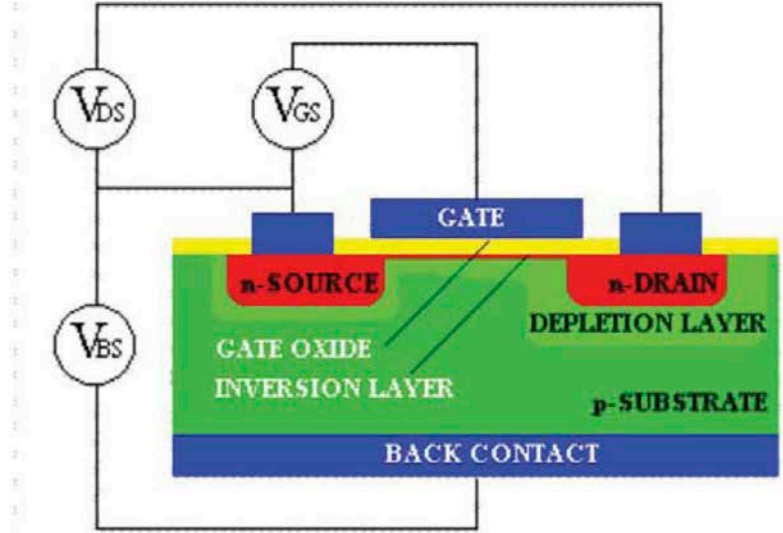 VDS
VGS
GATE
n-SOURCE
n-DRAIN
DEPLETION LAYER
VBS
GATE OXIDE
INVERSION LAYER
p-SUBSTRATE
BACK CONTACT